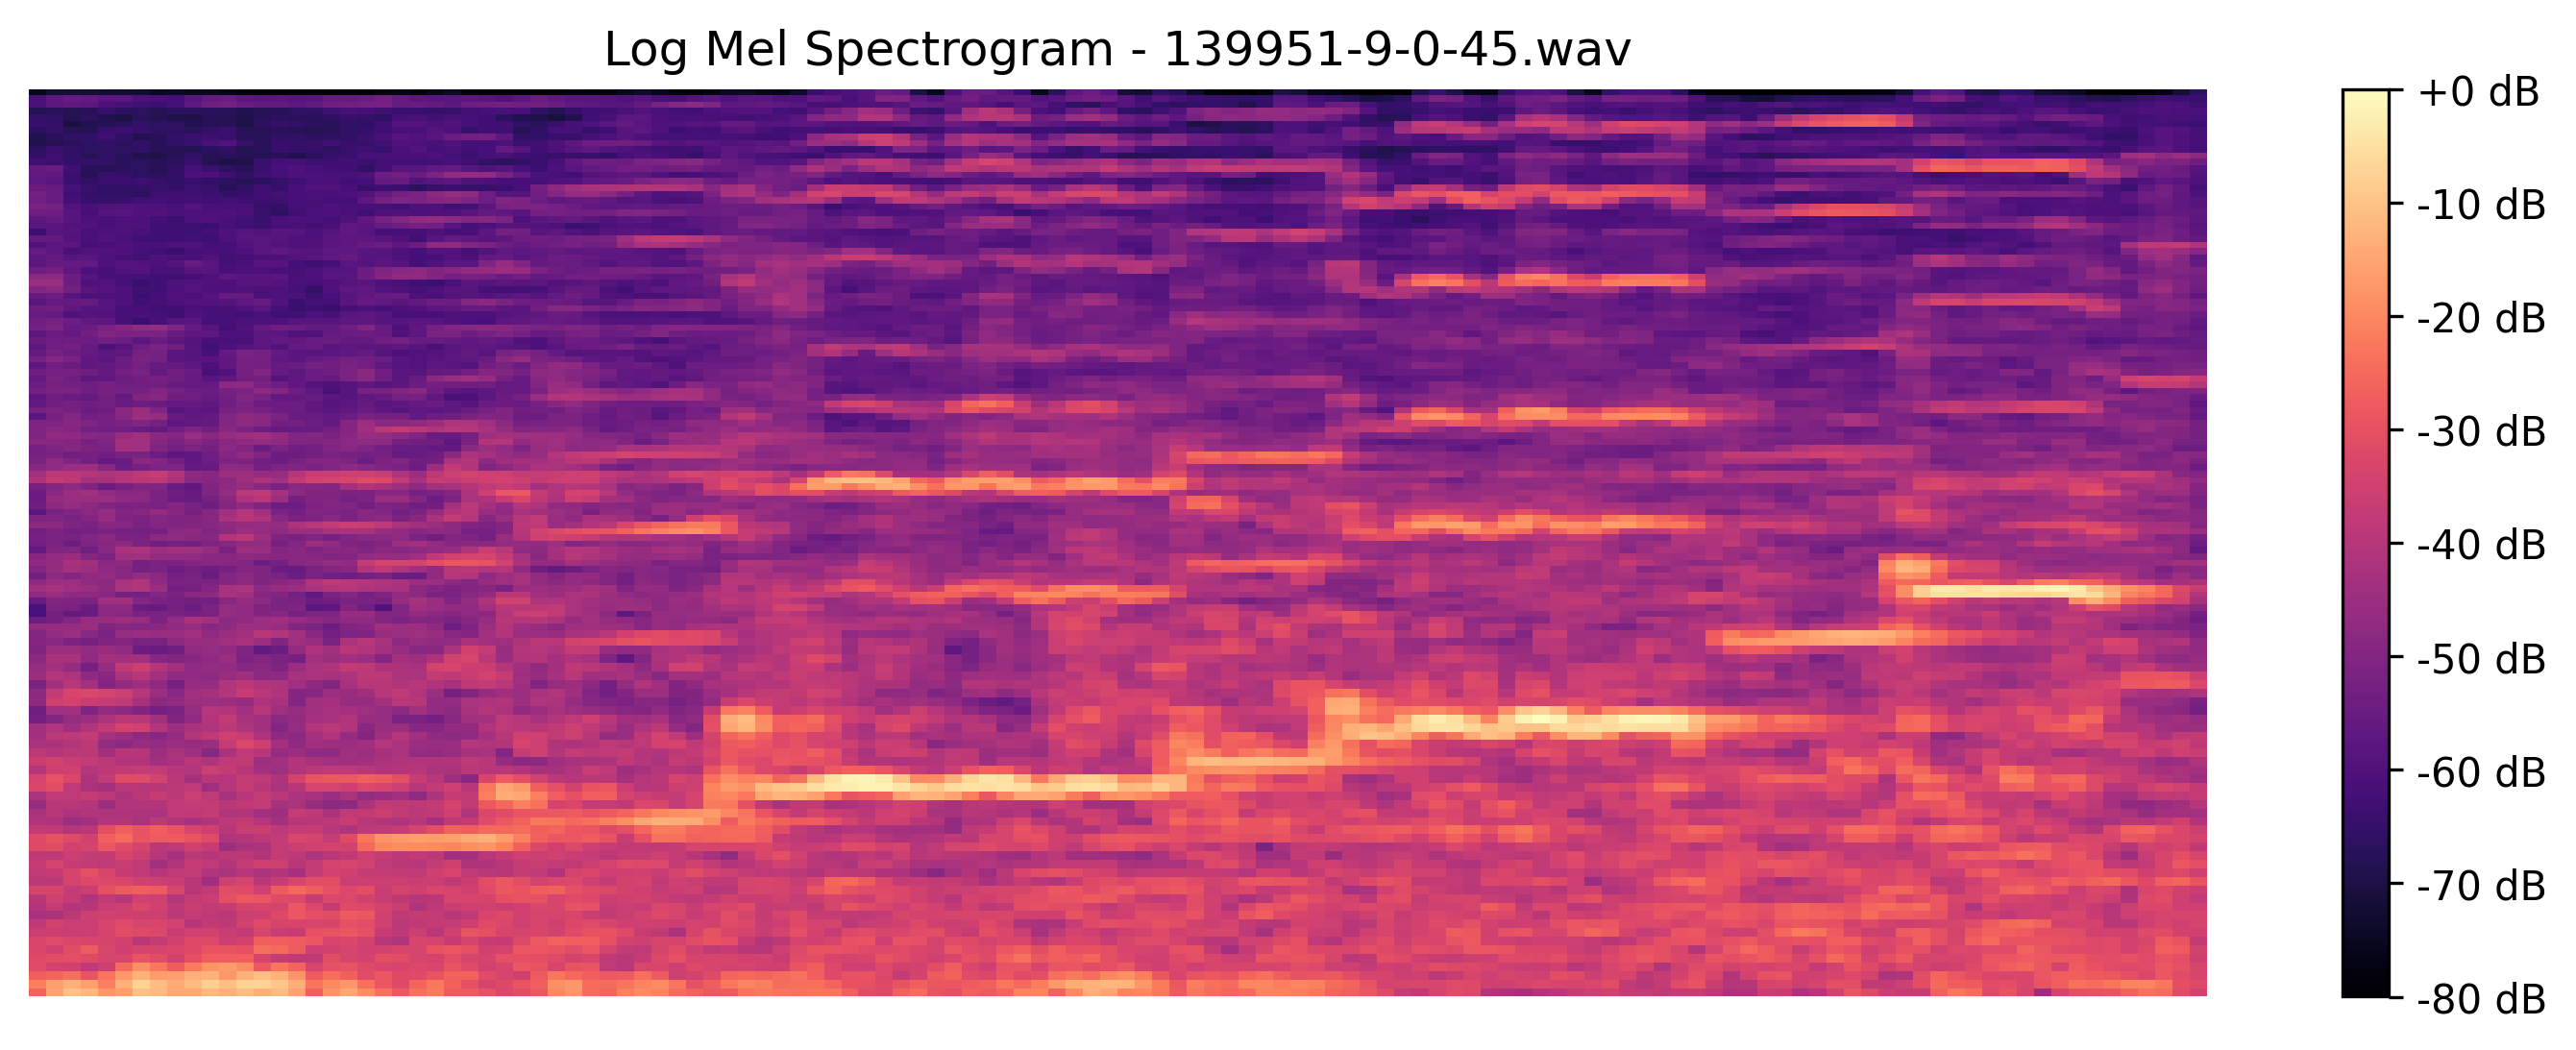 Log Mel Spectrogram - 139951-9-0-45.wav
+0 dB
-10 dB
-20 dB
-30 dB
-40 dB
-50 dB
-60 dB
-70 dB
-80 dB